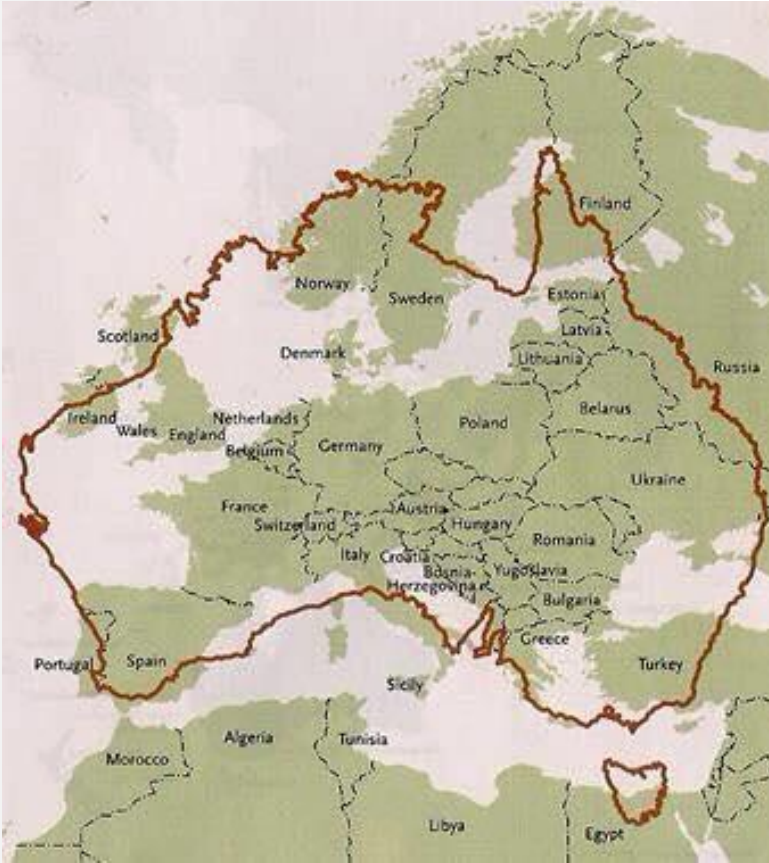 Finland
Norway
Sweden
Estonia
Scotland
Latvia
Denmark
Lithuania
Russia
Ireland
Wales
England
Netherlands
Belgium
Germany
Poland
Belarus
Ukraine
France
Switzerland
Austria
Hungary
Romania
Italy
Croatia
Bosnia-
Herzegovina
Yugoslavia
Bulgaria
Greece
Portugal
Spain
Sicily
Turkey
Morocco
Algeria
Tunisia
Libya
Egypt